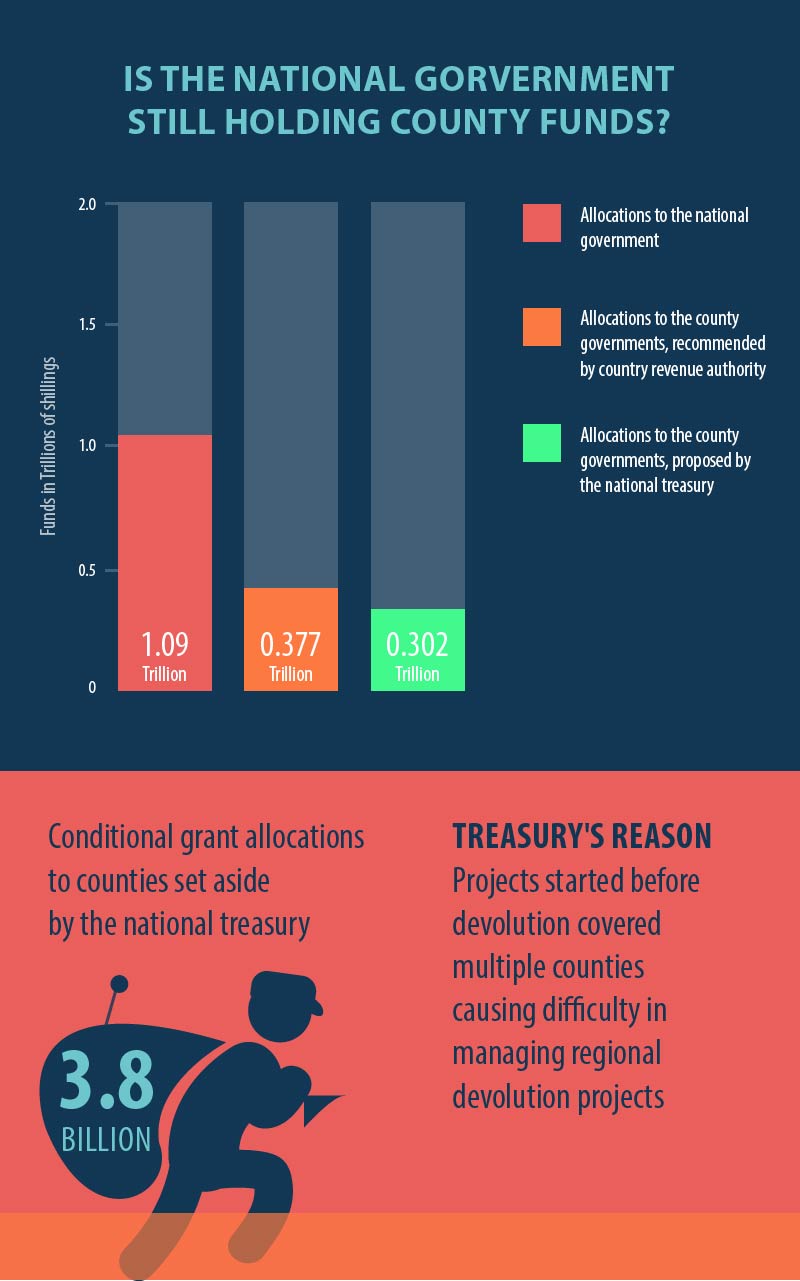 IS THE NATIONAL GORVERNMENT
STILL HOLDING COUNTY FUNDS?
Funds in Trillions of shillings
2.0
1.5
1.0
0.5
0
1.09
Trillion
0.377
Trillion
0.302
Trillion
Allocations to the national
government
Allocations to the county
governments, recommended
by country revenue authority
Allocations to the county
governments, proposed by
the national treasury
Conditional grant allocations
to counties set aside
by the national treasury
3.8
BILLION
TREASURY'S REASON
Projects started before
devolution covered
multiple counties
causing difficulty in
managing regional
devolution projects